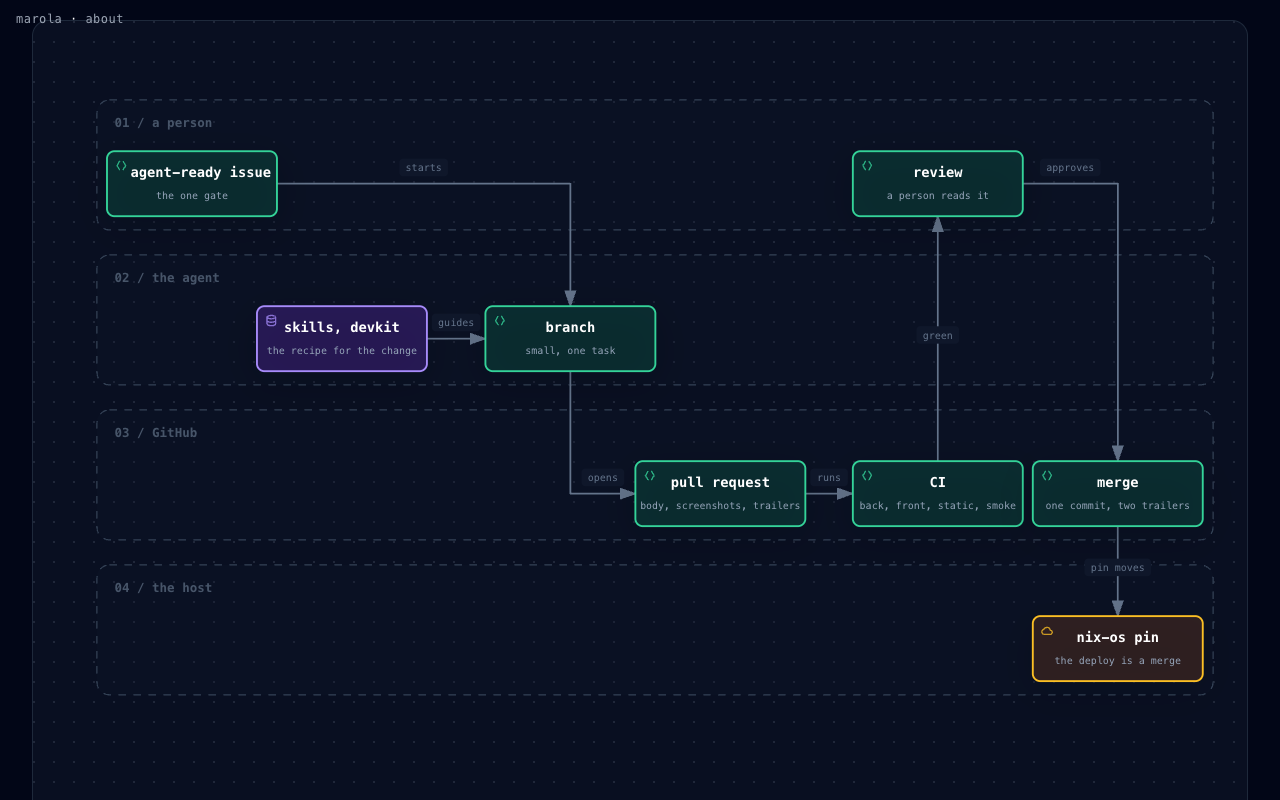 marola · about
01 / a person
agent-ready issue
the one gate
starts
review
a person reads it
approves
02 / the agent
skills, devkit
the recipe for the change
guides
branch
small, one task
green
03 / GitHub
opens
pull request
body, screenshots, trailers
runs
CI
back, front, static, smoke
merge
one commit, two trailers
pin moves
04 / the host
nix-os pin
the deploy is a merge